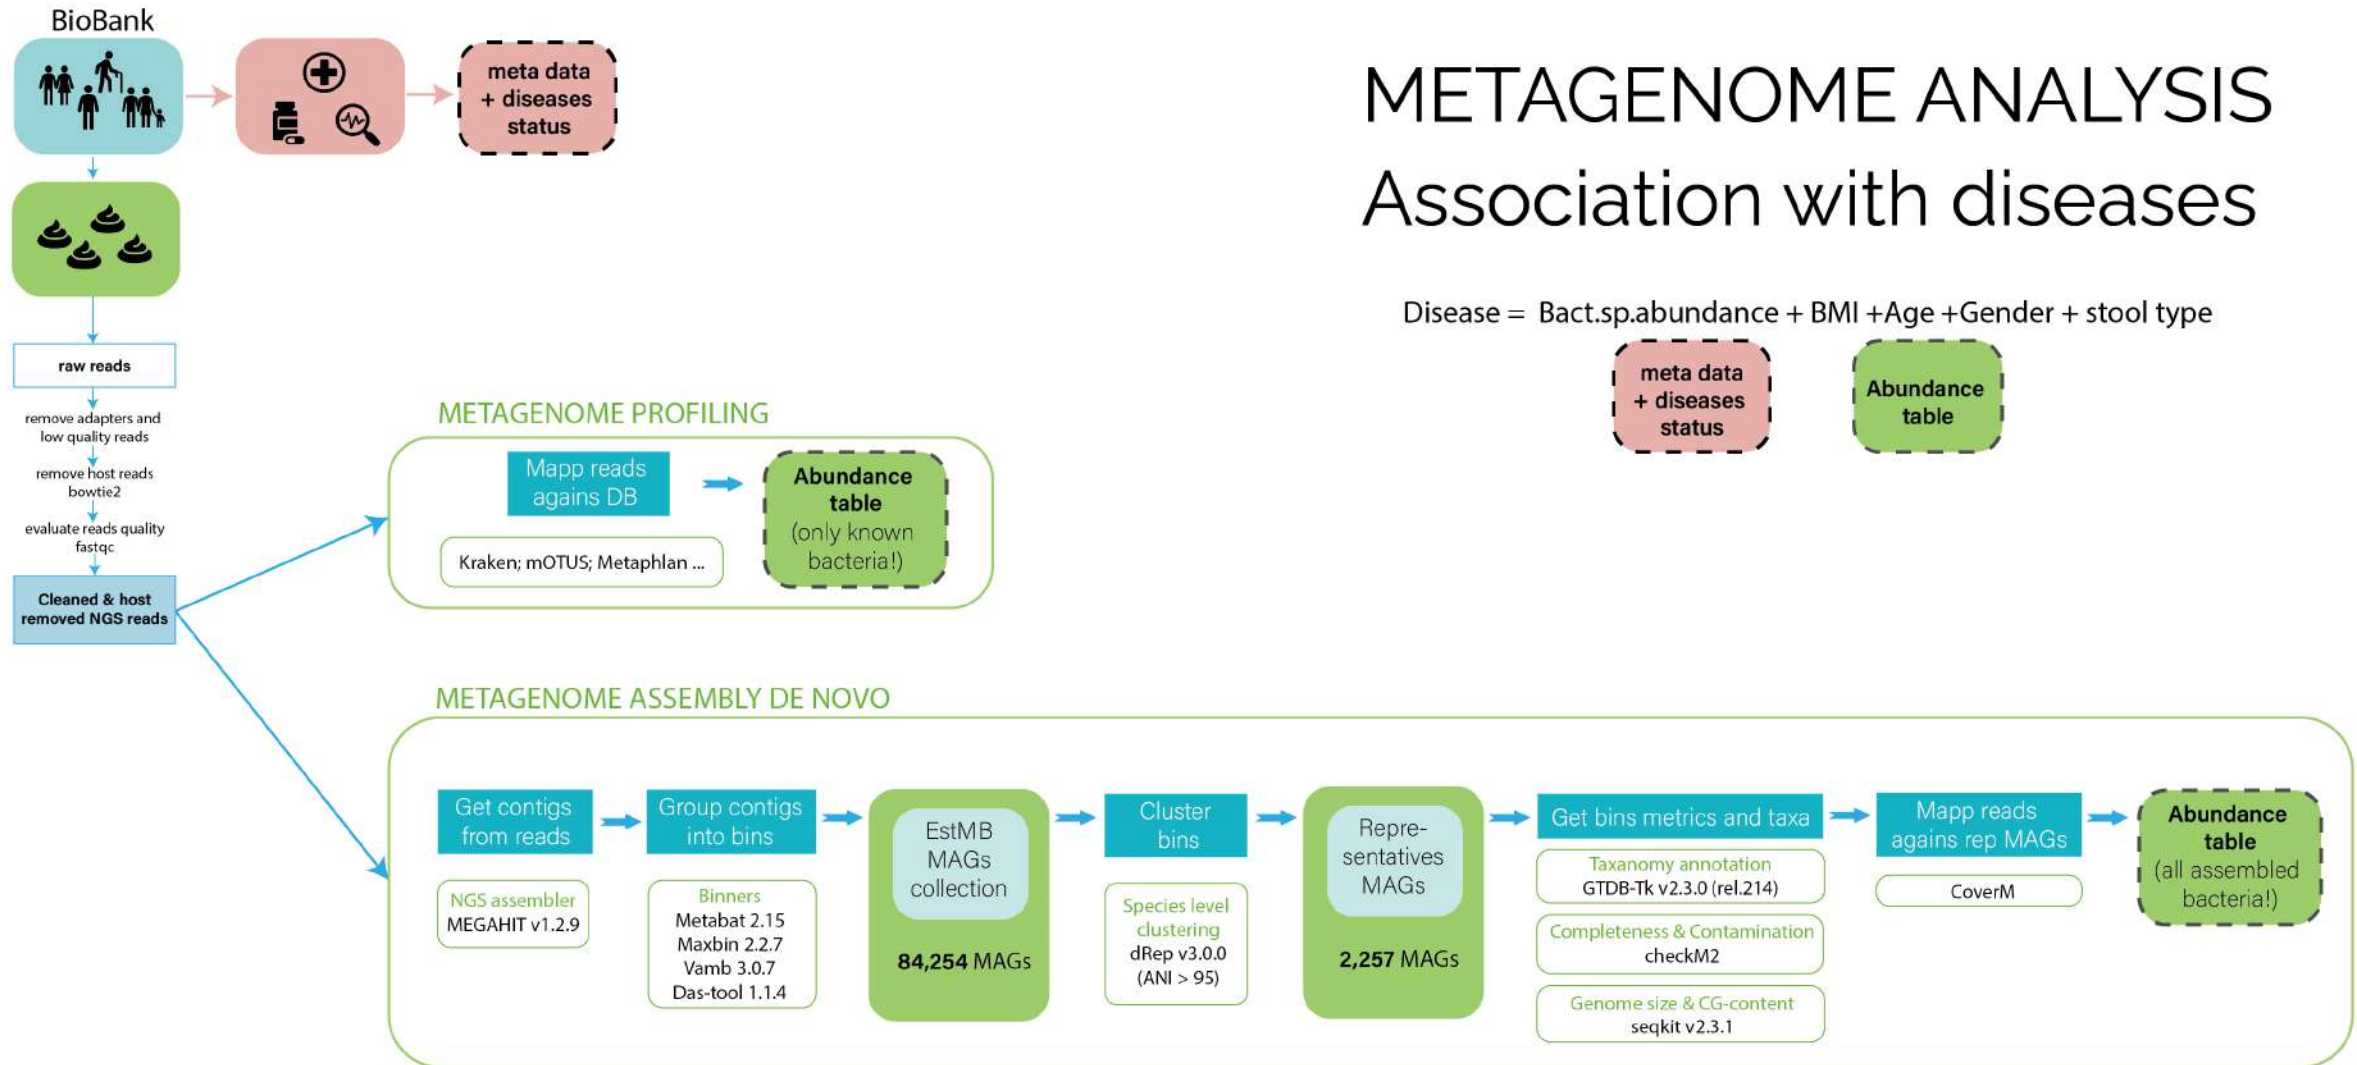 BioBank
meta data
+ diseases
status
METAGENOME ANALYSIS
Association with diseases
Disease = Bact.sp.abundance + BMI +Age +Gender + stool type
meta data
+ diseases
status
Abundance
table
raw reads
remove adapters and
low quality reads
remove host reads
bowtie2
evaluate reads quality
fastqc
Cleaned & host
removed NGS reads
METAGENOME PROFILING
Mapp reads
agains DB
Kraken; mOTUS; Metaphlan ...
Abundance
table
(only known
bacteria!)
METAGENOME ASSEMBLY DE NOVO
Get contigs
from reads
NGS assembler
MEGAHIT v1.2.9
Group contigs
into bins
Binners
Metabat 2.15
Maxbin 2.2.7
Vamb 3.0.7
Das-tool 1.1.4
EstMB
MAGs
collection
84,254 MAGs
Cluster
bins
Species level
clustering
dRep v3.0.0
(ANI > 95)
Repre-
sentatives
MAGs
2,257 MAGs
Get bins metrics and taxa
Taxanomy annotation
GTDB-Tk v2.3.0 (rel.214)
Completeness & Contamination
checkM2
Genome size & CG-content
seqkit v2.3.1
Mapp reads
agains rep MAGs
CoverM
Abundance
table
(all assembled
bacteria!)